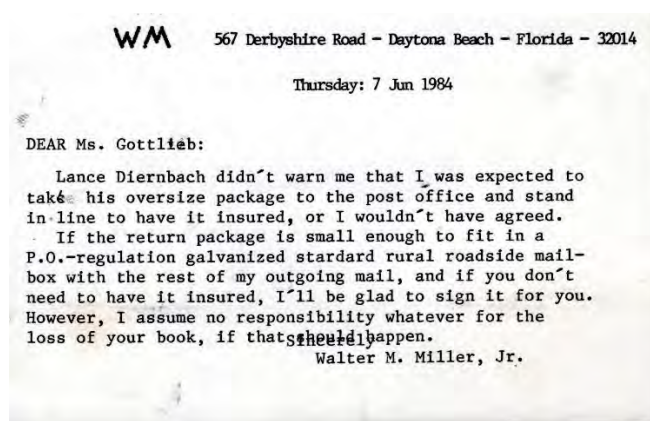 WM 567 Derbyshire Road - Daytona Beach - Florida - 32014
Thursday: 7 Jun 1984
DEAR Ms. Gottlieb:
Lance Diernbach didn´t warn me that I was expected to
take his oversize package to the post office and stand
in line to have it insured, or I wouldn´t have agreed.
If the return package is small enough to fit in a
P.O.-regulation galvanized stardard rural roadside mail-
box with the rest of my outgoing mail, and if you don´t
need to have it insured, I´ll be glad to sign it for you.
However, I assume no responsibility whatever for the
loss of your book, if that should happen.
Sincerely
Walter M. Miller, Jr.